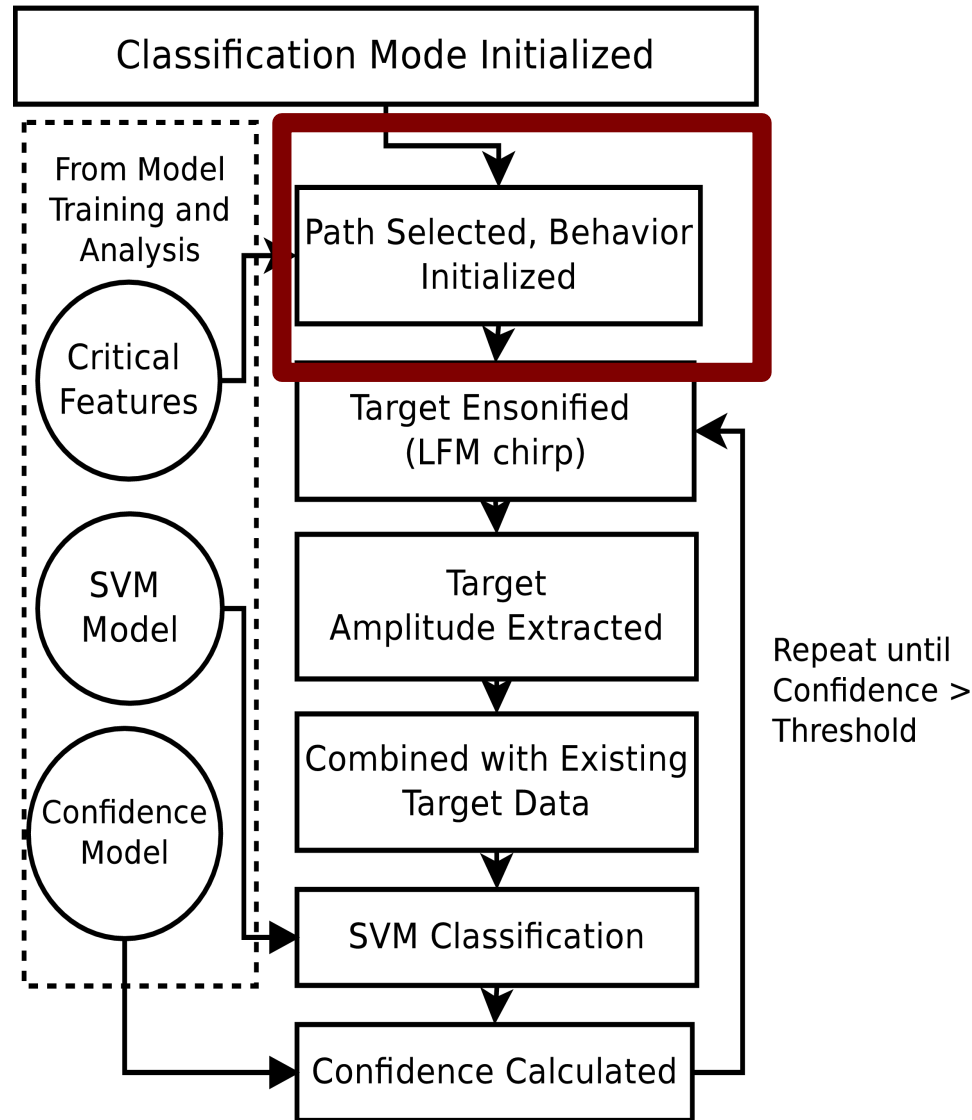 Classification Mode Initialized
From Model
Training and
Analysis
Path Selected, Behavior
Initialized
Critical
Features
Target Ensonified
(LFM chirp)
SVM
Model
Target
Amplitude Extracted
Repeat until
Confidence >
Threshold
Combined with Existing
Target Data
Confidence
Model
SVM Classification
Confidence Calculated